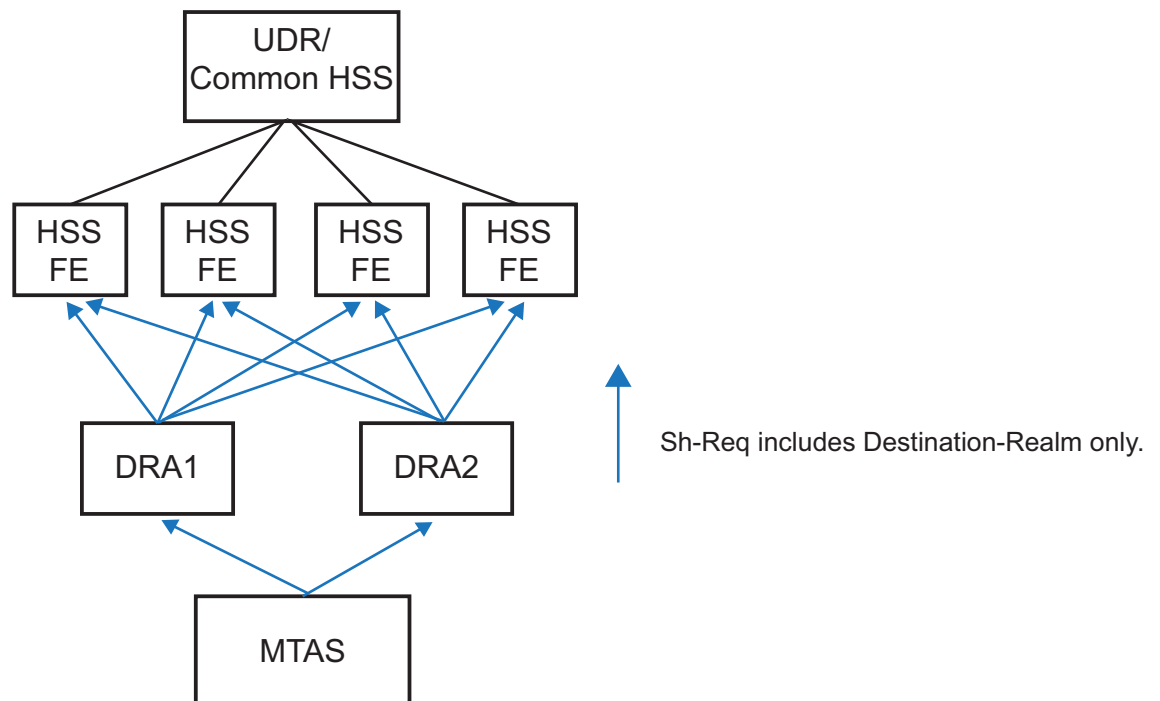 UDR/
Common HSS
HSS
FE
HSS
FE
HSS
FE
HSS
FE
DRA1
DRA2
Sh-Req includes Destination-Realm only.
MTAS